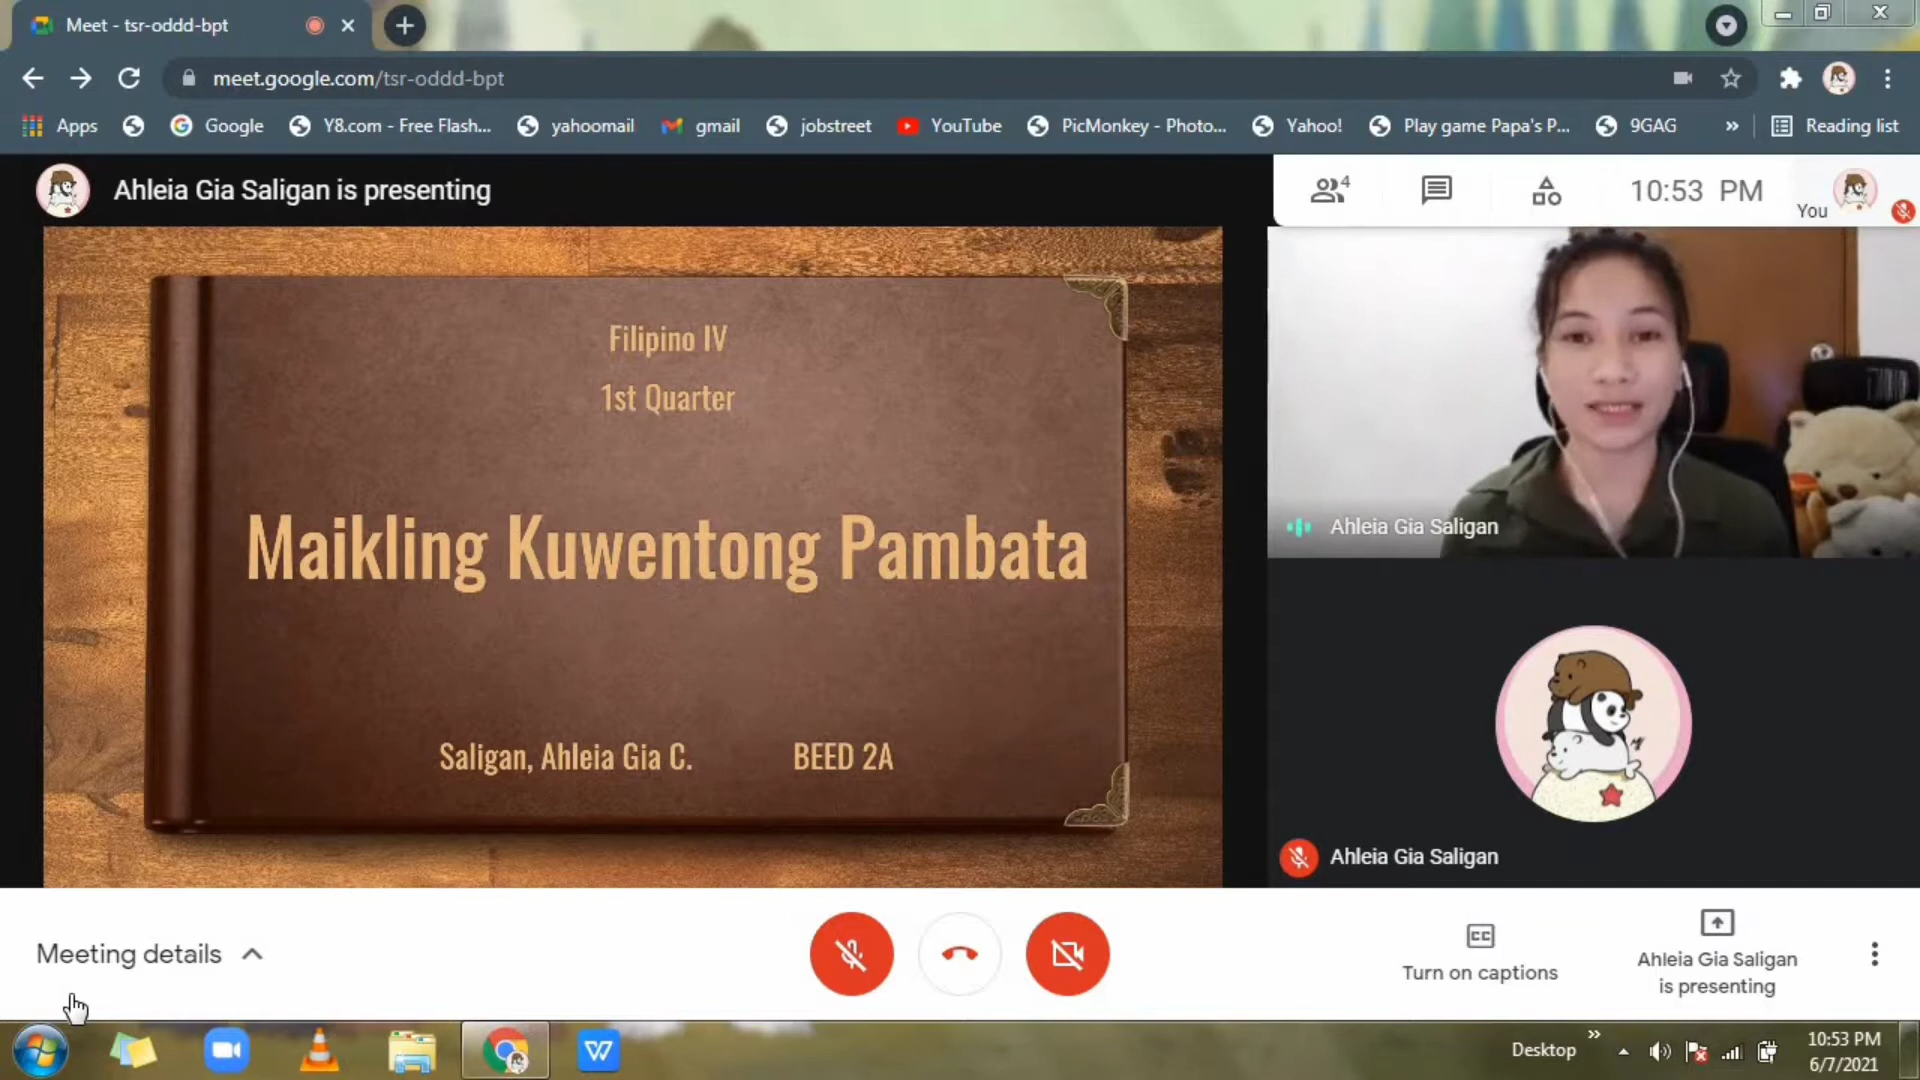 Meet - tsr-oddd-bpt
meet.google.com/tsr-oddd-bpt
Apps
Google
Y8.com - Free Flash...
yahoomail
gmail
jobstreet
YouTube
PicMonkey - Photo...
Yahoo!
Play game Papa's P...
9GAG
»
Reading list
Ahleia Gia Saligan is presenting
4
10:53 PM
You
Filipino IV
1st Quarter
Maikling Kuwentong Pambata
Saligan, Ahleia Gia C. BEED 2A
Ahleia Gia Saligan
Ahleia Gia Saligan
Meeting details
CC
Turn on captions
Ahleia Gia Saligan
is presenting
W
Desktop
»
10:53 PM
6/7/2021